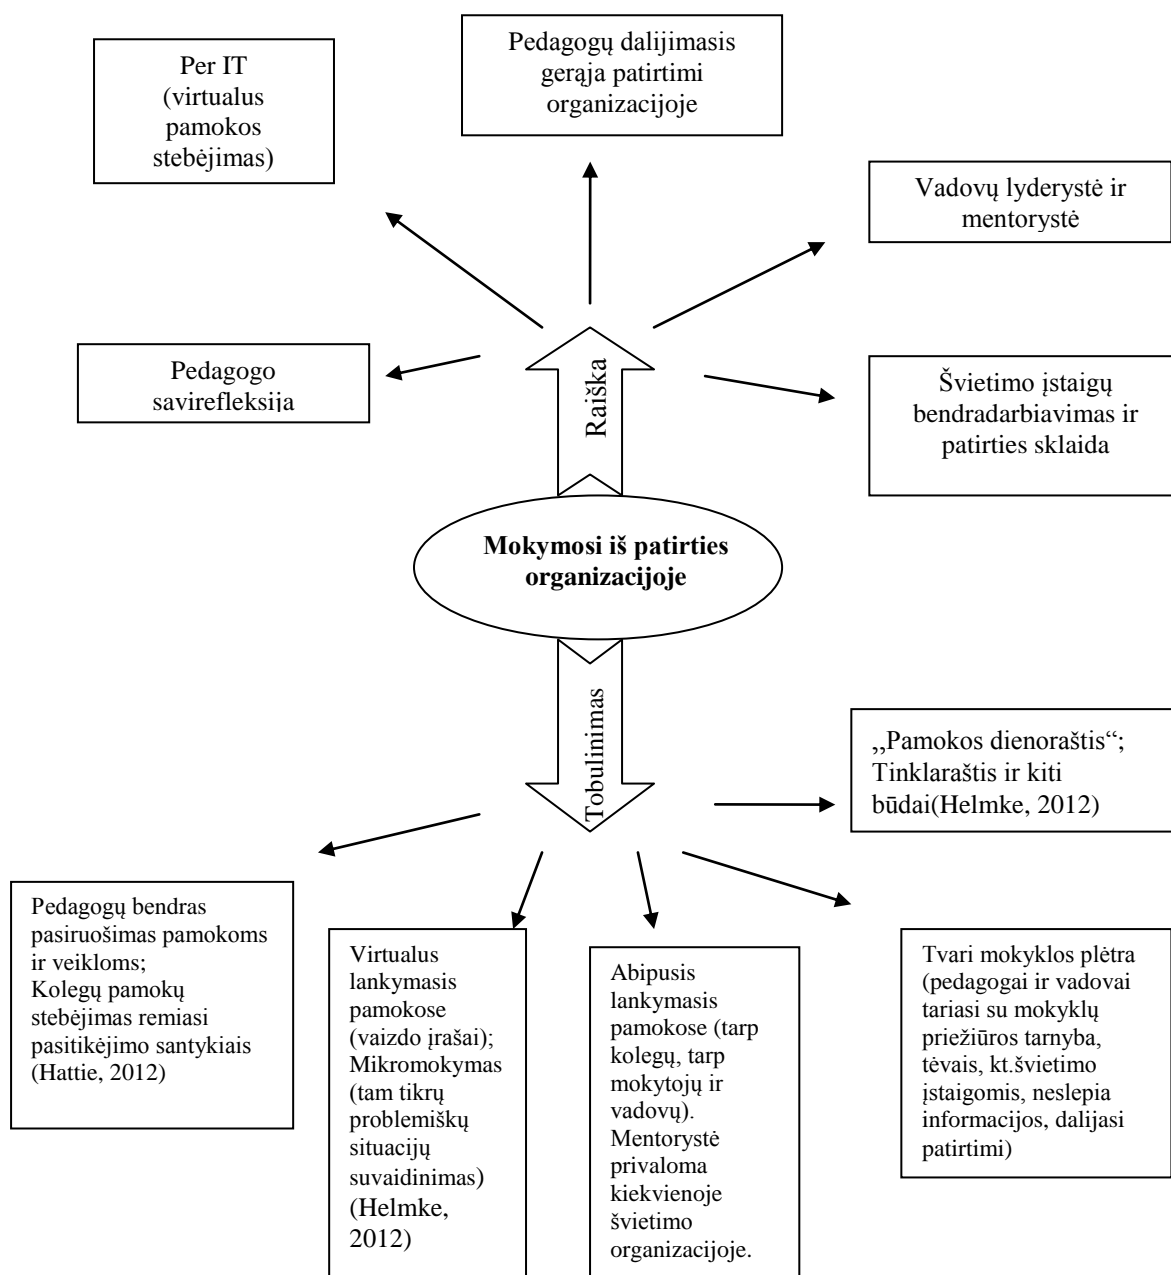 Per IT
(virtualus
pamokos
stebėjimas)
Pedagogų dalijimasis
gerąja patirtimi
organizacijoje
Vadovų lyderystė ir
mentorystė
Pedagogo
savirefleksija
Raiška
Švietimo įstaigų
bendradarbiavimas ir
patirties sklaida
Mokymosi iš patirties
organizacijoje
Tobulinimas
,,Pamokos dienoraštis“;
Tinklaraštis ir kiti
būdai(Helmke, 2012)
Pedagogų bendras
pasiruošimas pamokoms
ir veikloms;
Kolegų pamokų
stebėjimas remiasi
pasitikėjimo santykiais
(Hattie, 2012)
Virtualus
lankymasis
pamokose
(vaizdo įrašai);
Mikromokymas
(tam tikrų
problemiškų
situacijų
suvaidinimas)
(Helmke,
2012)
Abipusis
lankymasis
pamokose (tarp
kolegų, tarp
mokytojų ir
vadovų).
Mentorystė
privaloma
kiekvienoje
švietimo
organizacijoje.
Tvari mokyklos plėtra
(pedagogai ir vadovai
tariasi su mokyklų
priežiūros tarnyba,
tėvais, kt.švietimo
įstaigomis, neslepia
informacijos, dalijasi
patirtimi)